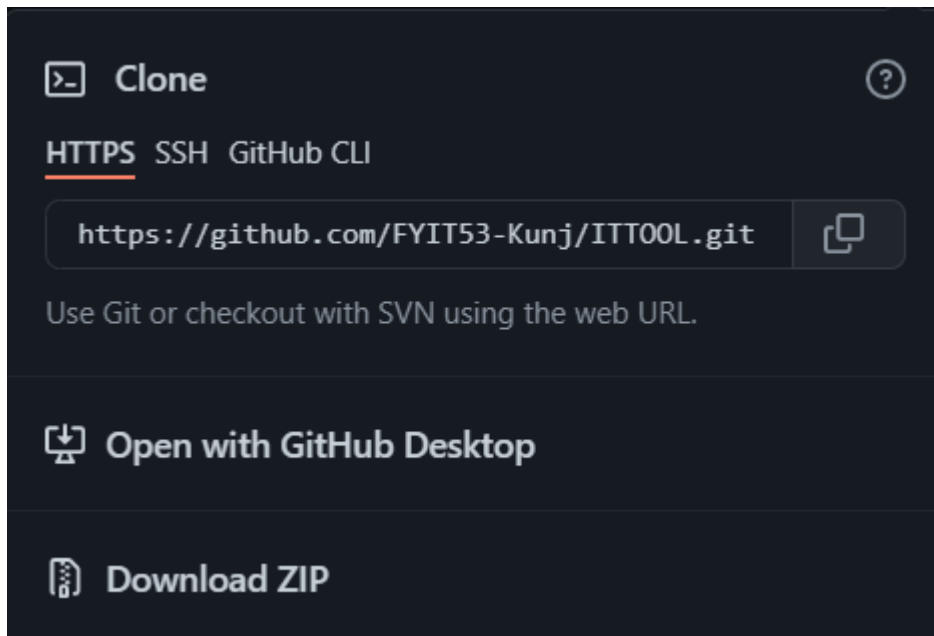 Clone
HTTPS SSH GitHub CLI
https://github.com/FYIT53-Kunj/ITTOOL.git
Use Git or checkout with SVN using the web URL.
Open with GitHub Desktop
Download ZIP